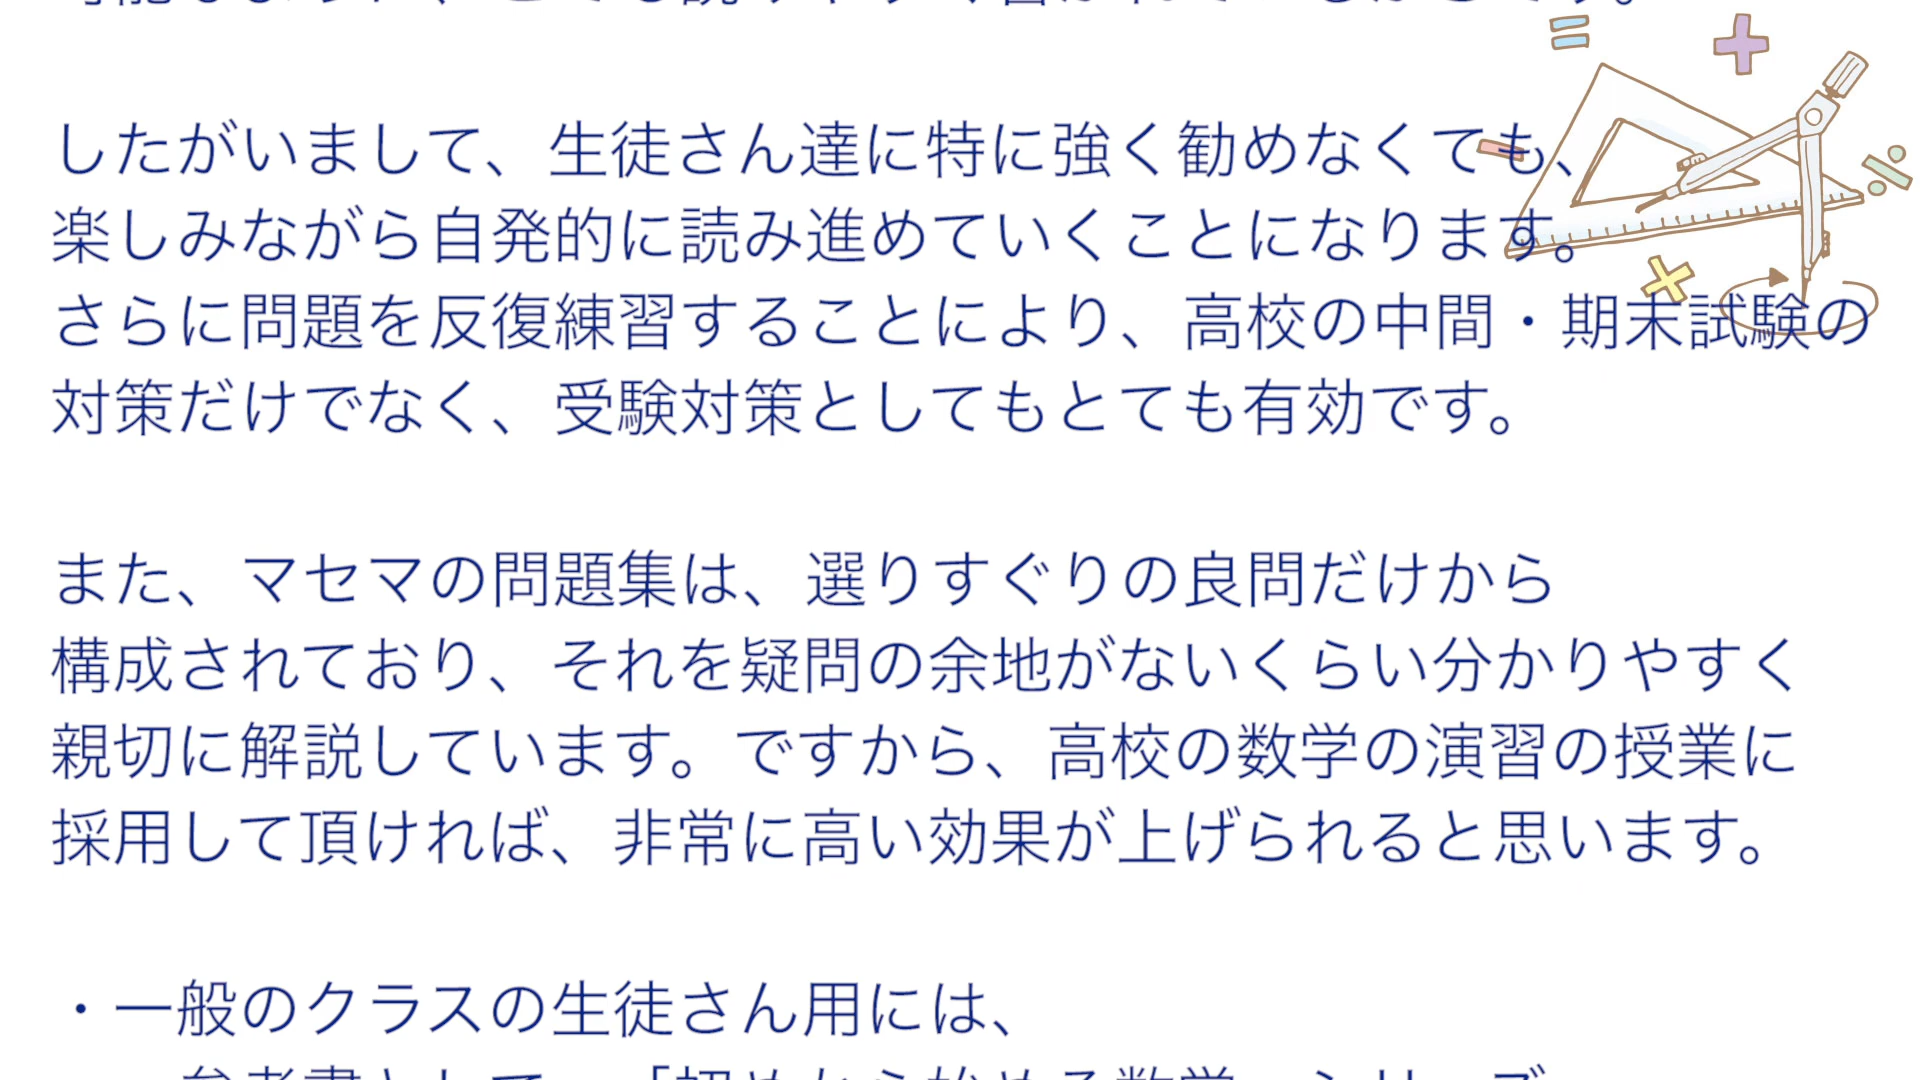 したがいまして、生徒さん達に特に強く勧めなくても、
楽しみながら自発的に読み進めていくことになります。
さらに問題を反復練習することにより、高校の中間・期末試験の
対策だけでなく、受験対策としてもとても有効です。
また、マセマの問題集は、選りすぐりの良問だけから
構成されており、それを疑問の余地がないくらい分かりやすく
親切に解説しています。ですから、高校の数学の演習の授業に
採用して頂ければ、非常に高い効果が上げられると思います。
・一般のクラスの生徒さん用には、